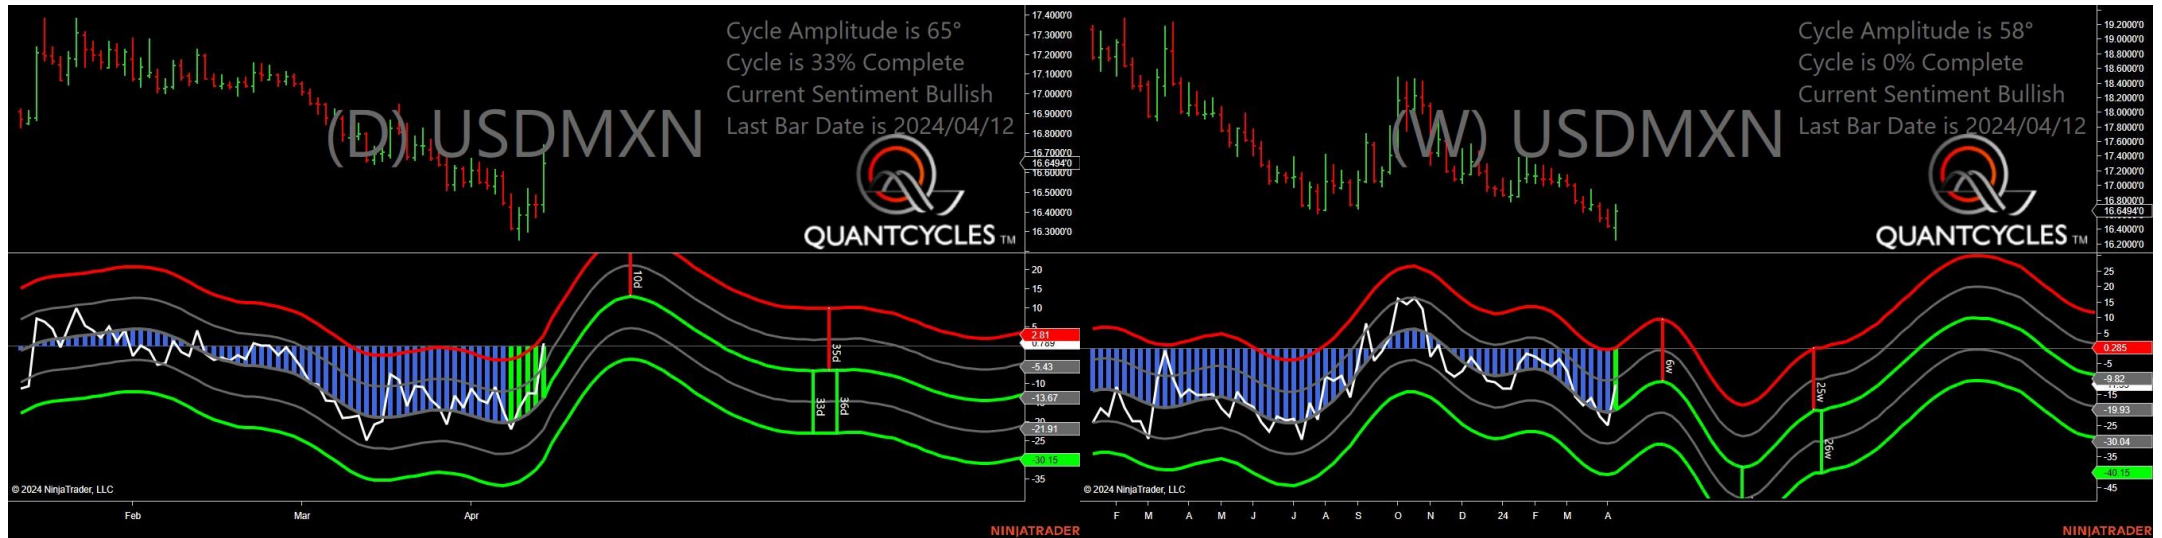 Cycle Amplitude is 65°
Cycle is 33% Complete
Current Sentiment Bullish
Last Bar Date is 2024/04/12
(D) USDMXN
QUANTCYCLES TM
17.4000'0
17.3000'0
17.2000'0
17.1000'0
17.0000'0
16.9000'0
16.8000'0
16.7000'0
16.6494'0
16.6000'0
16.5000'0
16.4000'0
16.3000'0
10d
35d
33d
36d
20
15
10
5
2.81
0.789
-5.43
-10
-13.67
-21.91
-25
-30.15
-35
© 2024 NinjaTrader, LLC
Feb
Mar
Apr
NINJATRADER
Cycle Amplitude is 58°
Cycle is 0% Complete
Current Sentiment Bullish
Last Bar Date is 2024/04/12
(W) USDMXN
QUANTCYCLES TM
19.2000'0
19.0000'0
18.8000'0
18.6000'0
18.4000'0
18.2000'0
18.0000'0
17.8000'0
17.6000'0
17.4000'0
17.2000'0
17.0000'0
16.8000'0
16.6494'0
16.4000'0
16.2000'0
6w
25w
26w
25
20
15
10
5
0.285
-5
-9.82
-15
-19.93
-25
-30.04
-35
-40.15
-45
© 2024 NinjaTrader, LLC
F
M
A
M
J
J
A
S
O
N
D
24
F
M
A
NINJATRADER